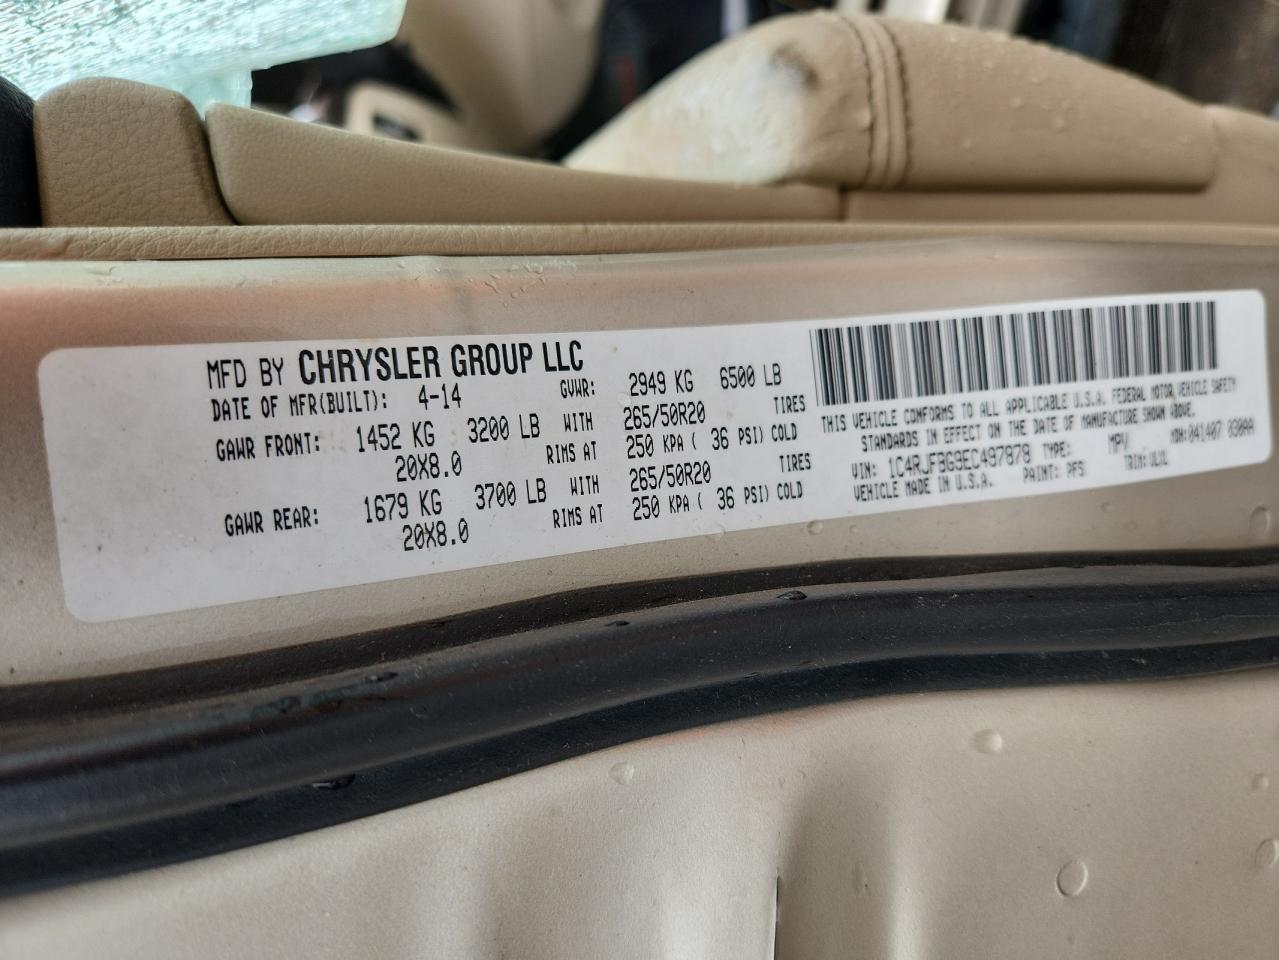 MFD BY CHRYSLER GROUP LLC
DATE OF MFR(BUILT): 4-14 GVWR: 2949 KG 6500 LB
GAWR FRONT: 1452 KG 3200 LB WITH 265/50R20 TIRES
20X8.0 RIMS AT 250 KPA ( 36 PSI) COLD
GAWR REAR: 1679 KG 3700 LB WITH 265/50R20 TIRES
20X8.0 RIMS AT 250 KPA ( 36 PSI) COLD
THIS VEHICLE CONFORMS TO ALL APPLICABLE U.S.A. FEDERAL MOTOR VEHICLE SAFETY
STANDARDS IN EFFECT ON THE DATE OF MANUFACTURE SHOWN ABOVE.
VIN: 1C4RJFBG9EC497878 TYPE: MPV MDH: 041407
VEHICLE MADE IN U.S.A. PAINT: PFS TRIM: